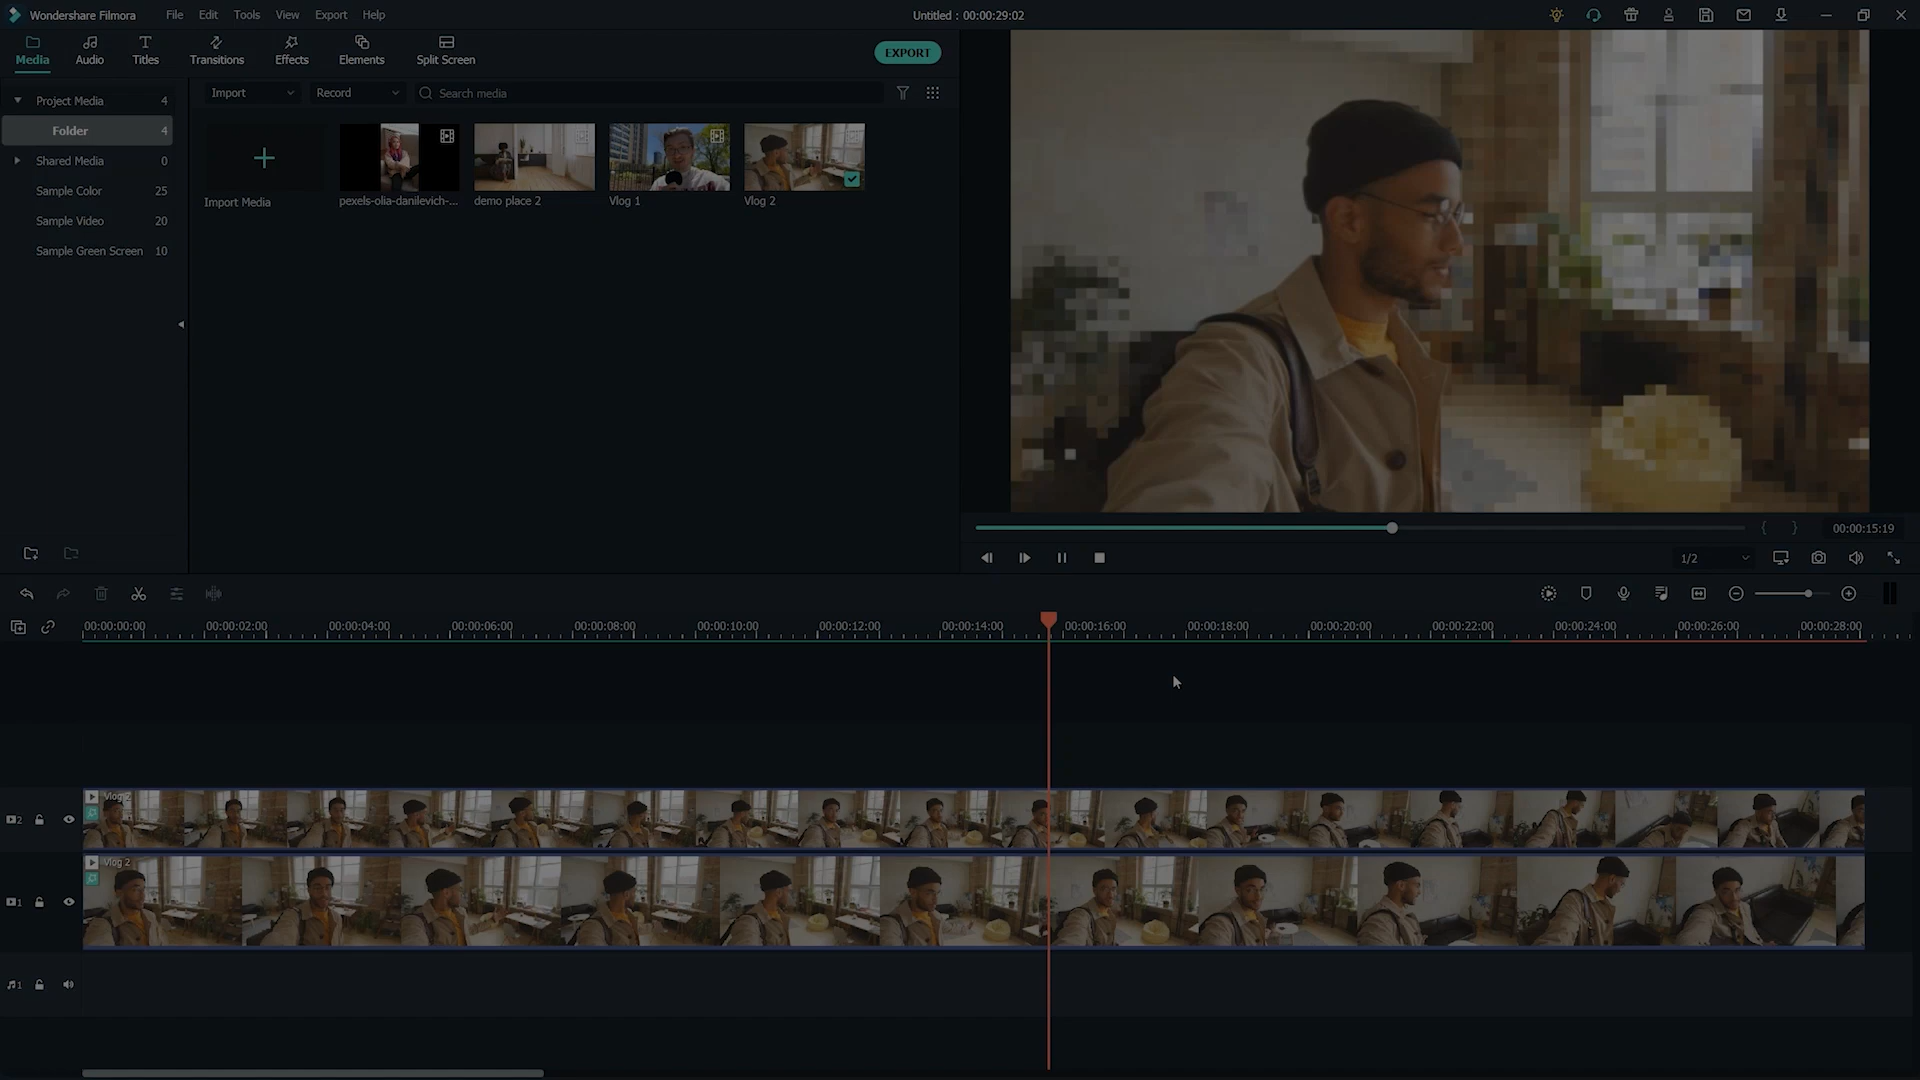 Wondershare Filmora File Edit Tools View Export Help Untitled : 00:00:29:02
Media Audio Titles Transitions Effects Elements Split Screen EXPORT
Project Media 4
Folder 4
Shared Media 0
Sample Color 25
Sample Video 20
Sample Green Screen 10
Import Record Search media
Import Media pexels-olia-danilevich-... demo place 2 Vlog 1 Vlog 2
{ } 00:00:15:19
1/2
00:00:00:00 00:00:02:00 00:00:04:00 00:00:06:00 00:00:08:00 00:00:10:00 00:00:12:00 00:00:14:00 00:00:16:00 00:00:18:00 00:00:20:00 00:00:22:00 00:00:24:00 00:00:26:00 00:00:28:00
2 Vlog 2
1 Vlog 2
1